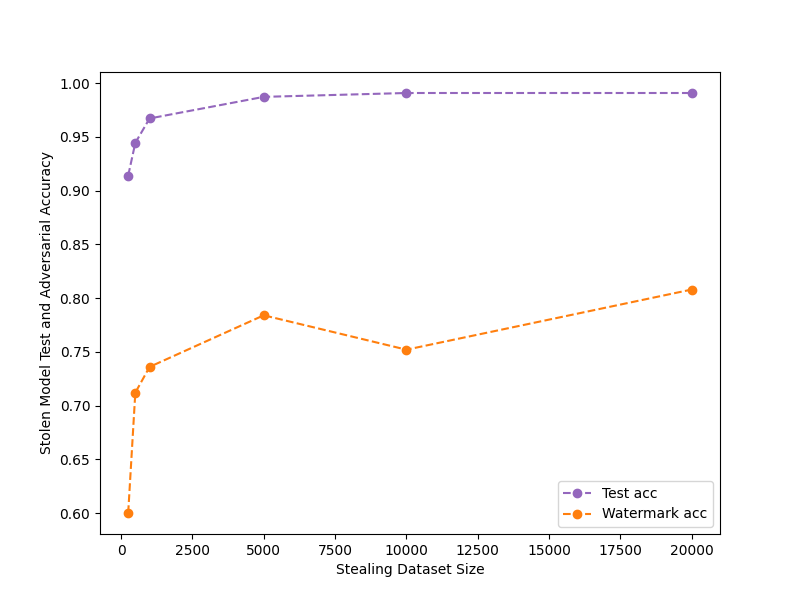 1.00
0.95
0.90
0.85
0.80
0.75
0.70
0.65
0.60
Stolen Model Test and Adversarial Accuracy
Test acc
Watermark acc
0 2500 5000 7500 10000 12500 15000 17500 20000
Stealing Dataset Size